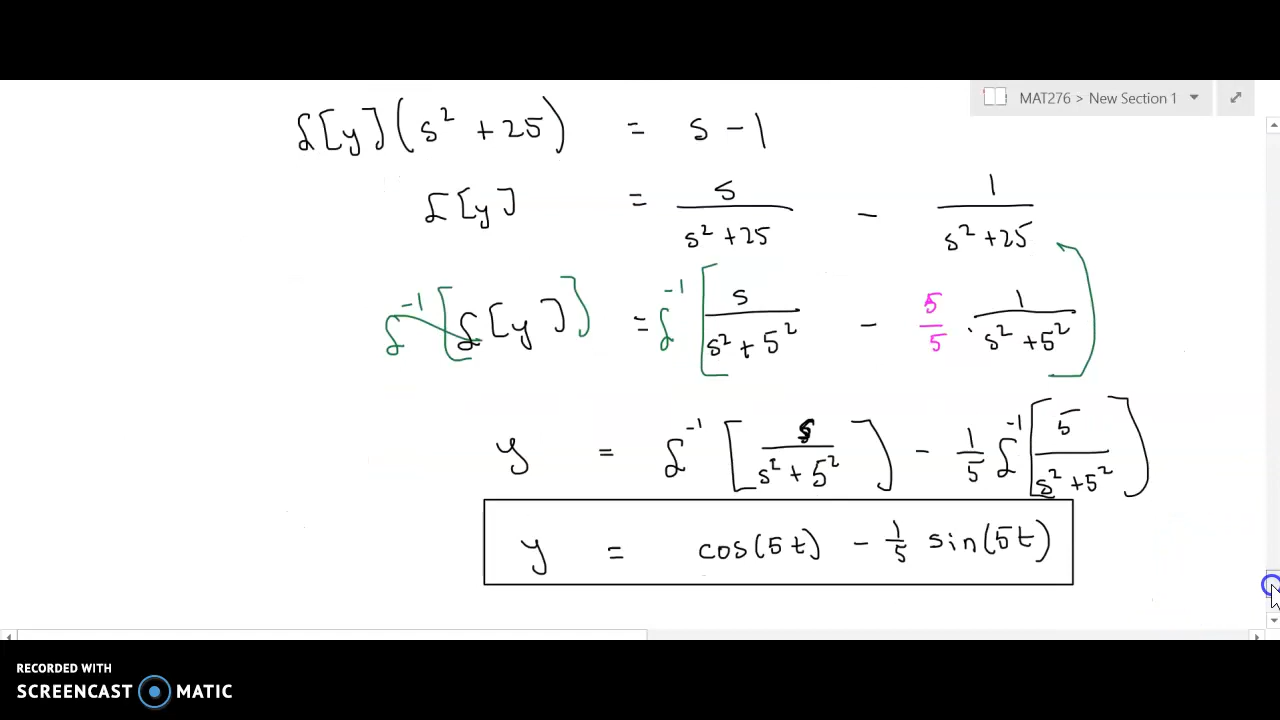 MAT276 > New Section 1
£[y](s² + 25) = s - 1
£[y] = s/(s² + 25) - 1/(s² + 25)
£⁻¹[£[y]] = £⁻¹[s/(s² + 5²) - 5/5 · 1/(s² + 5²)]
y = £⁻¹[s/(s² + 5²)] - 1/5 £⁻¹[5/(s² + 5²)]
y = cos(5t) - 1/5 sin(5t)
RECORDED WITH
SCREENCAST MATIC